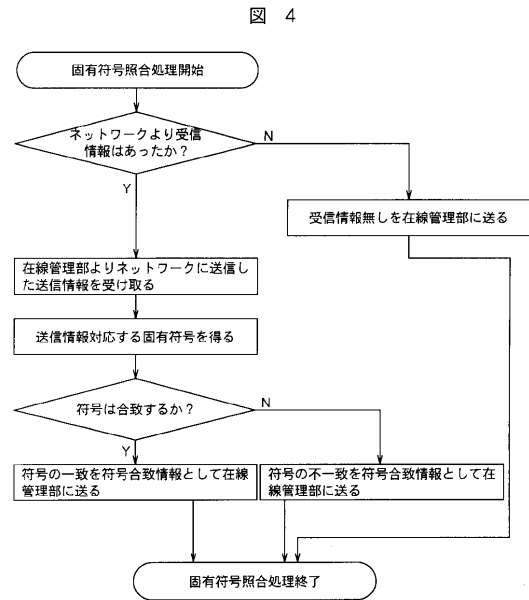 図 4
固有符号照合処理開始
ネットワークより受信
情報はあったか?
N
Y
受信情報無しを在線管理部に送る
在線管理部よりネットワークに送信し
た送信情報を受け取る
送信情報対応する固有符号を得る
符号は合致するか?
N
Y
符号の一致を符号合致情報として在線
管理部に送る
符号の不一致を符号合致情報として在
線管理部に送る
固有符号照合処理終了